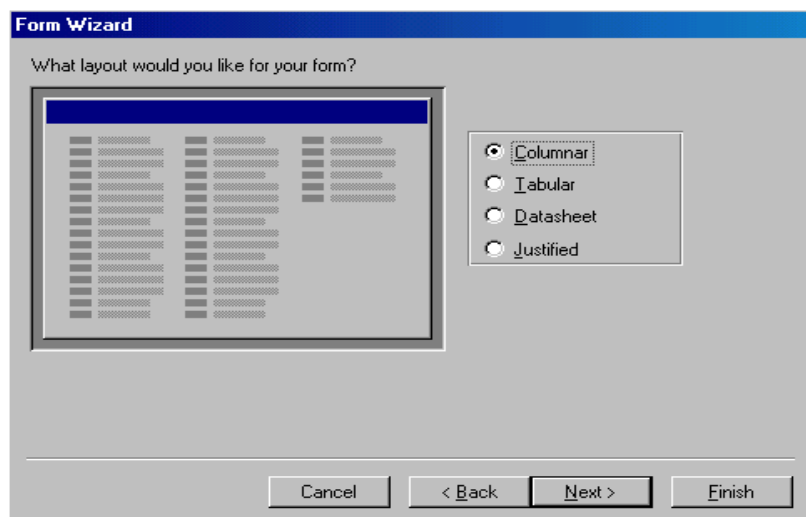 Form Wizard
What layout would you like for your form?
Columnar
Tabular
Datasheet
Justified
Cancel
< Back
Next >
Finish